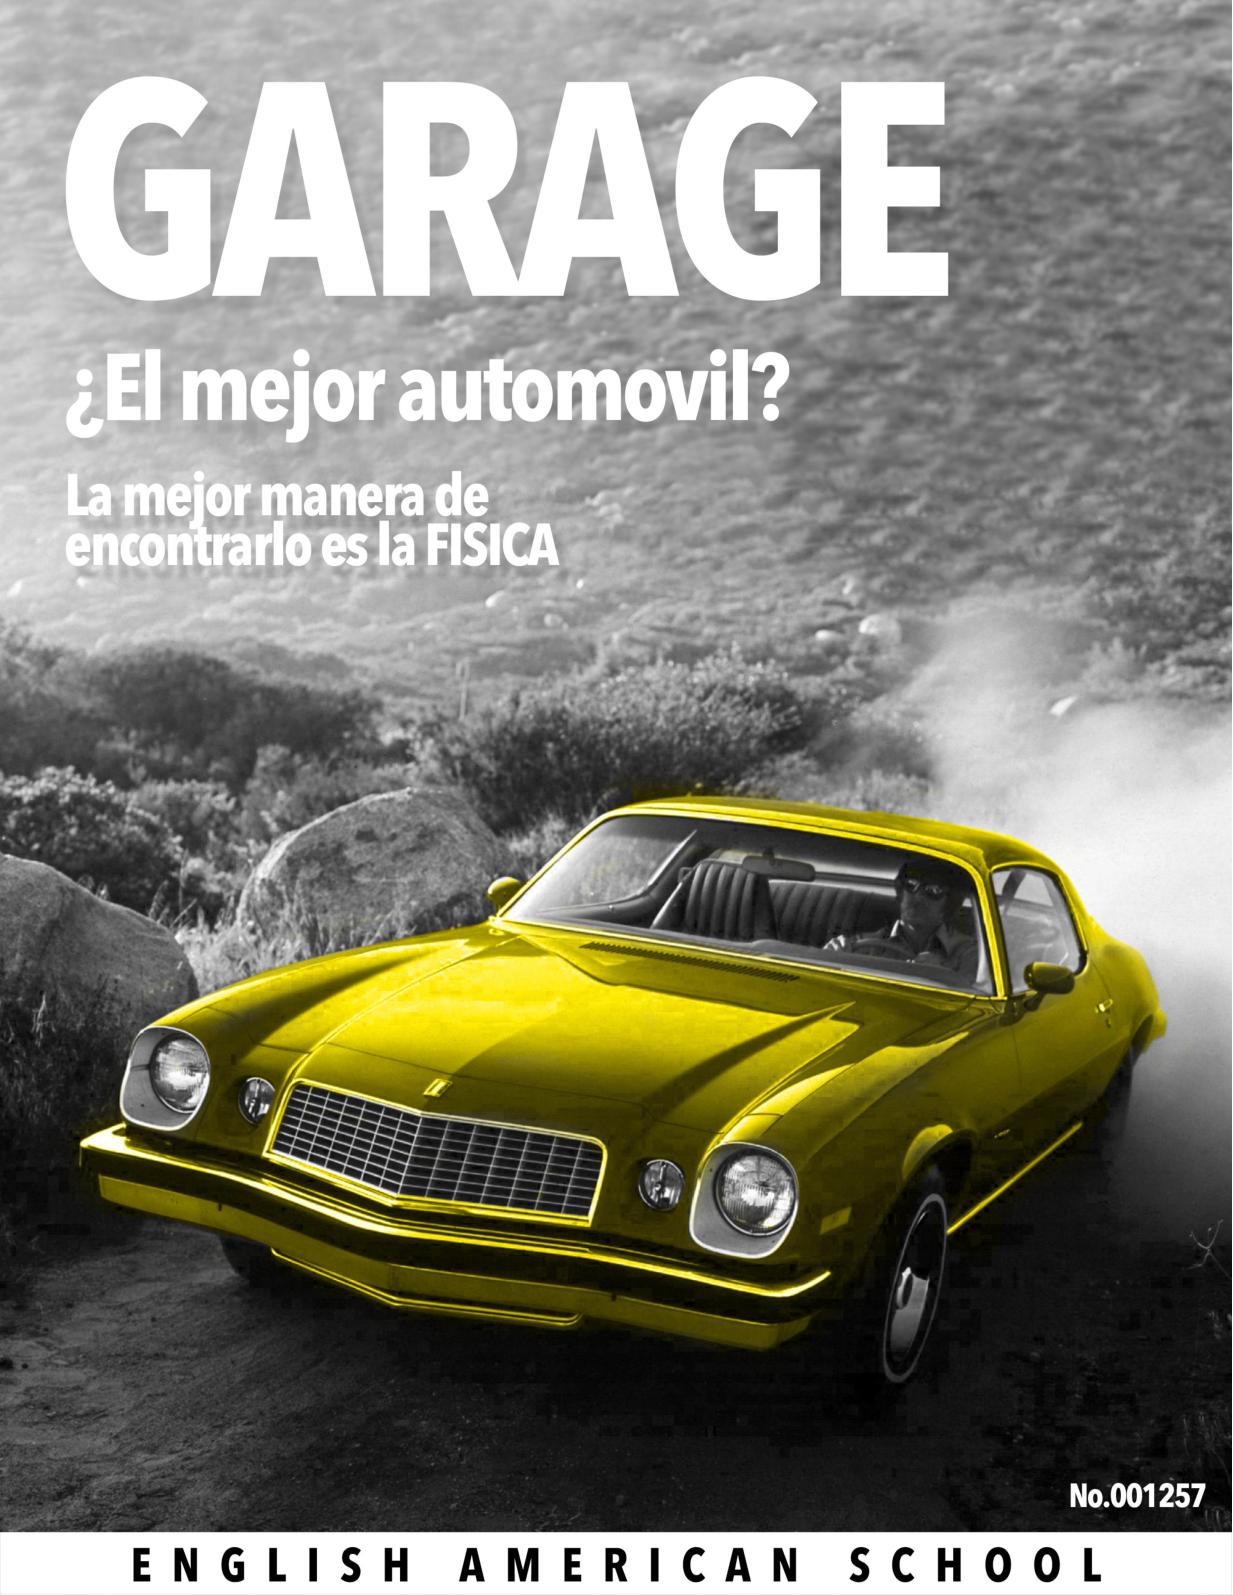 GARAGE
¿El mejor automovil?
La mejor manera de
encontrarlo es la FISICA
No.001257
ENGLISH AMERICAN SCHOOL